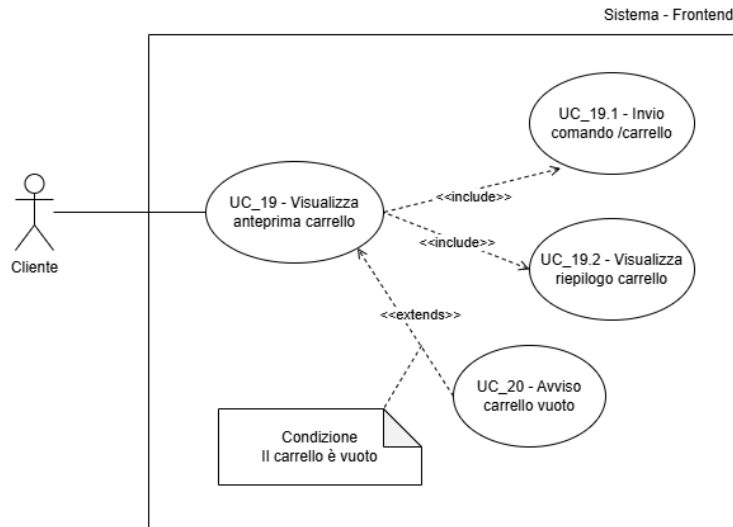 Sistema - Frontend
UC_19.1 - Invio
comando /carrello
UC_19 - Visualizza
anteprima carrello
<<include>>
<<include>>
UC_19.2 - Visualizza
riepilogo carrello
Cliente
<<extends>>
UC_20 - Avviso
carrello vuoto
Condizione
Il carrello è vuoto